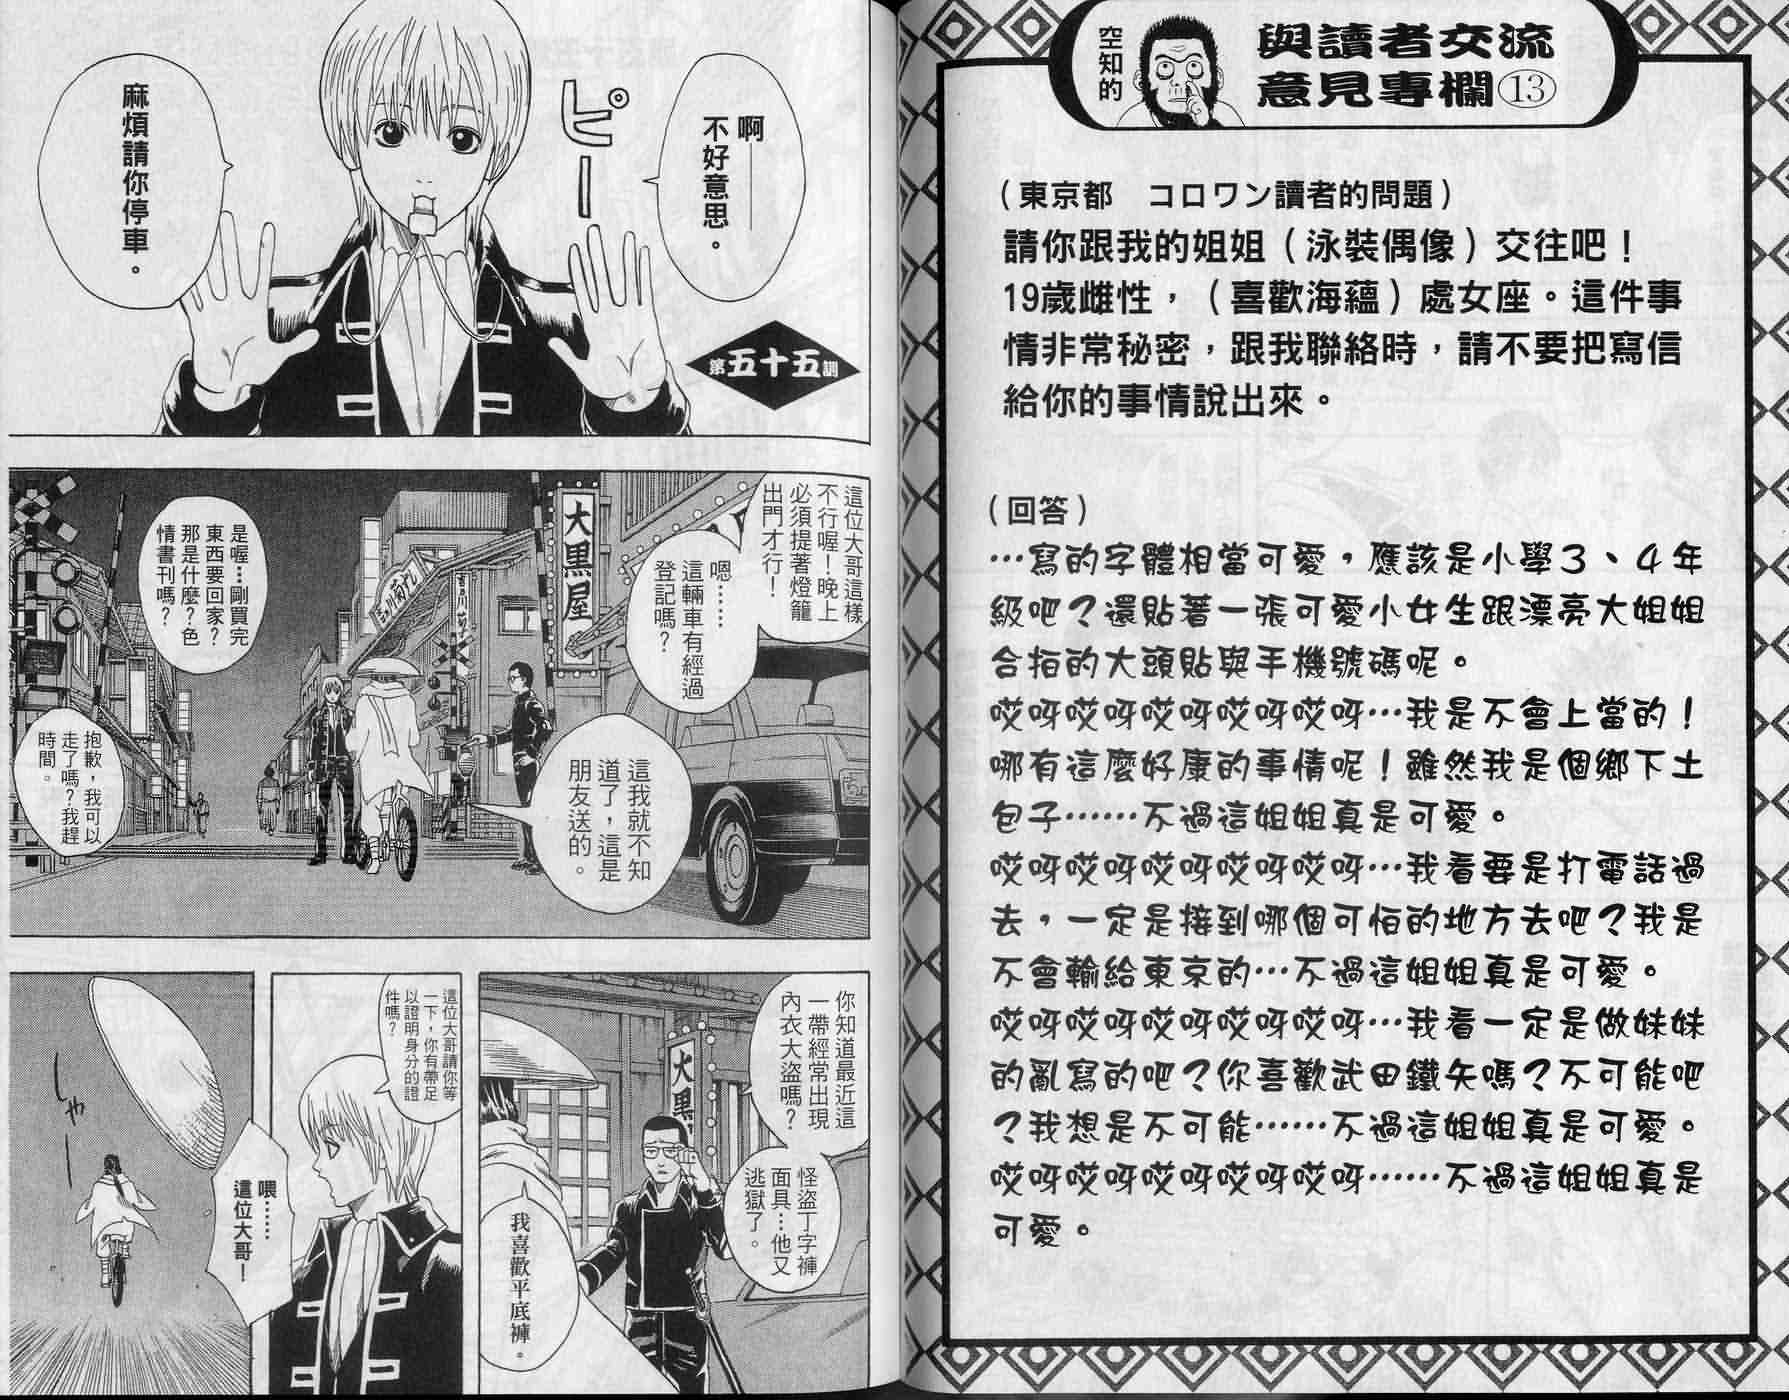 空知的
與讀者交流
意見專欄⑬
（東京都　コロワン讀者的問題）
請你跟我的姐姐（泳裝偶像）交往吧！
19歲雌性，（喜歡海蘊）處女座。這件事
情非常秘密，跟我聯絡時，請不要把寫信
給你的事情說出來。
（回答）
…寫的字體相當可愛，應該是小學３、４年
級吧？還貼著一張可愛小女生跟漂亮大姐姐
合拍的大頭貼與手機號碼呢。
哎呀哎呀哎呀哎呀哎呀…我是不會上當的！
哪有這麼好康的事情呢！雖然我是個鄉下土
包子……不過這姐姐真是可愛。
哎呀哎呀哎呀哎呀哎呀…我看要是打電話過
去，一定是接到哪個可怕的地方去吧？我是
不會輸給東京的…不過這姐姐真是可愛。
哎呀哎呀哎呀哎呀哎呀…我看一定是做妹妹
的亂寫的吧？你喜歡武田鐵矢嗎？不可能吧
？我想是不可能……不過這姐姐真是可愛。
哎呀哎呀哎呀哎呀哎呀……不過這姐姐真是
可愛。
啊——
不好意思。
ピー
麻煩請你停車。
第五十五訓
這位大哥這樣
不行喔！晚上
必須提著燈籠
出門才行！
嗯……
這輛車有經過
登記嗎？
這我就不知
道了，這是
朋友送的。
大黑屋
是喔…剛買完
東西要回家？
那是什麼？色
情書刊嗎？
抱歉，我可以
走了嗎？我趕
時間。
你知道最近這
一帶經常出現
內衣大盜嗎？
怪盜丁字褲
面具…他又
逃獄了。
大黑
我喜歡平底褲。
這位大哥請你等
一下，你有帶足
以證明身分的證
件嗎？
喂……
這位大哥！
しゃー